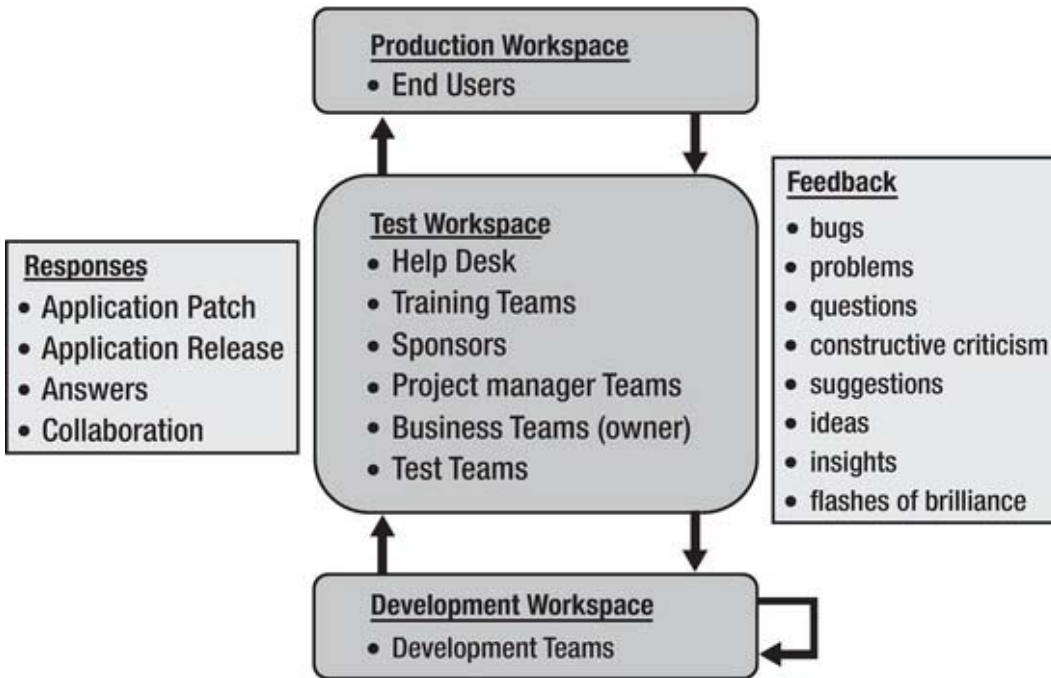 Production Workspace
• End Users
Test Workspace
• Help Desk
• Training Teams
• Sponsors
• Project manager Teams
• Business Teams (owner)
• Test Teams
Responses
• Application Patch
• Application Release
• Answers
• Collaboration
Feedback
• bugs
• problems
• questions
• constructive criticism
• suggestions
• ideas
• insights
• flashes of brilliance
Development Workspace
• Development Teams